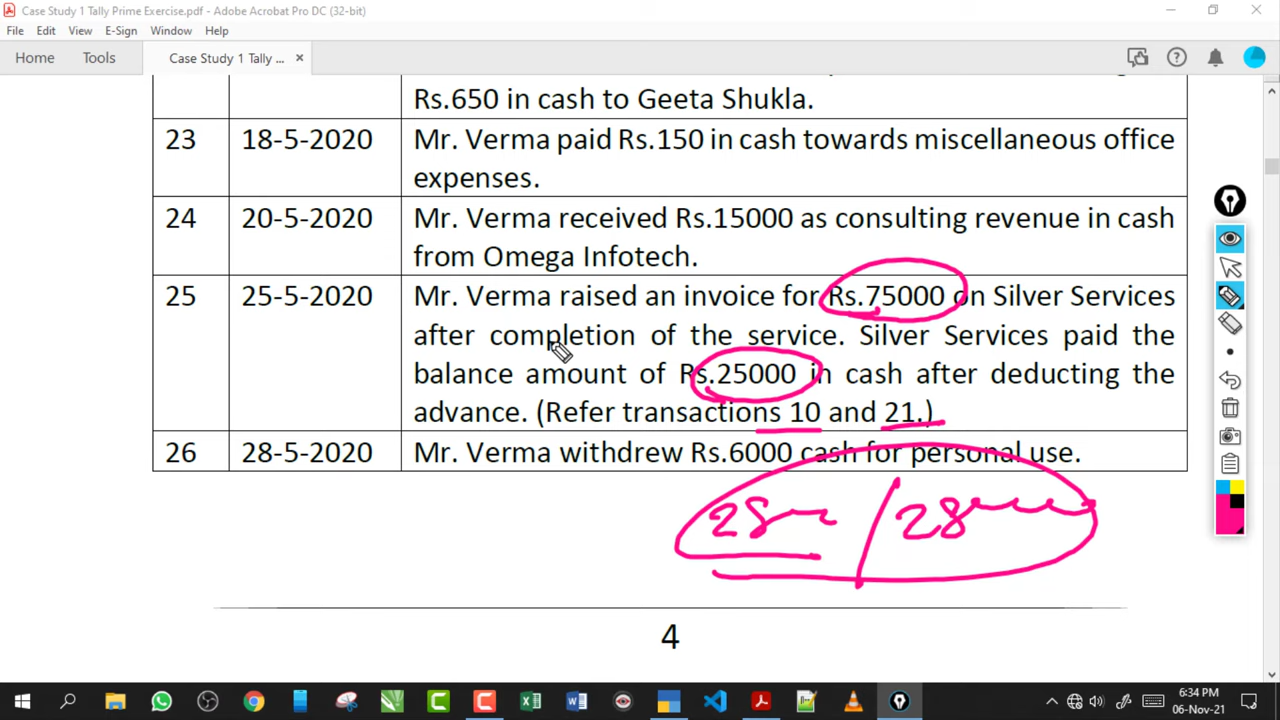 Case Study 1 Tally Prime Exercise.pdf - Adobe Acrobat Pro DC (32-bit)
File Edit View E-Sign Window Help
Home Tools Case Study 1 Tally ... ×
Rs.650 in cash to Geeta Shukla.
23 18-5-2020 Mr. Verma paid Rs.150 in cash towards miscellaneous office
expenses.
24 20-5-2020 Mr. Verma received Rs.15000 as consulting revenue in cash
from Omega Infotech.
25 25-5-2020 Mr. Verma raised an invoice for Rs.75000 on Silver Services
after completion of the service. Silver Services paid the
balance amount of Rs.25000 in cash after deducting the
advance. (Refer transactions 10 and 21.)
26 28-5-2020 Mr. Verma withdrew Rs.6000 cash for personal use.
28 / 28
4
6:34 PM
06-Nov-21